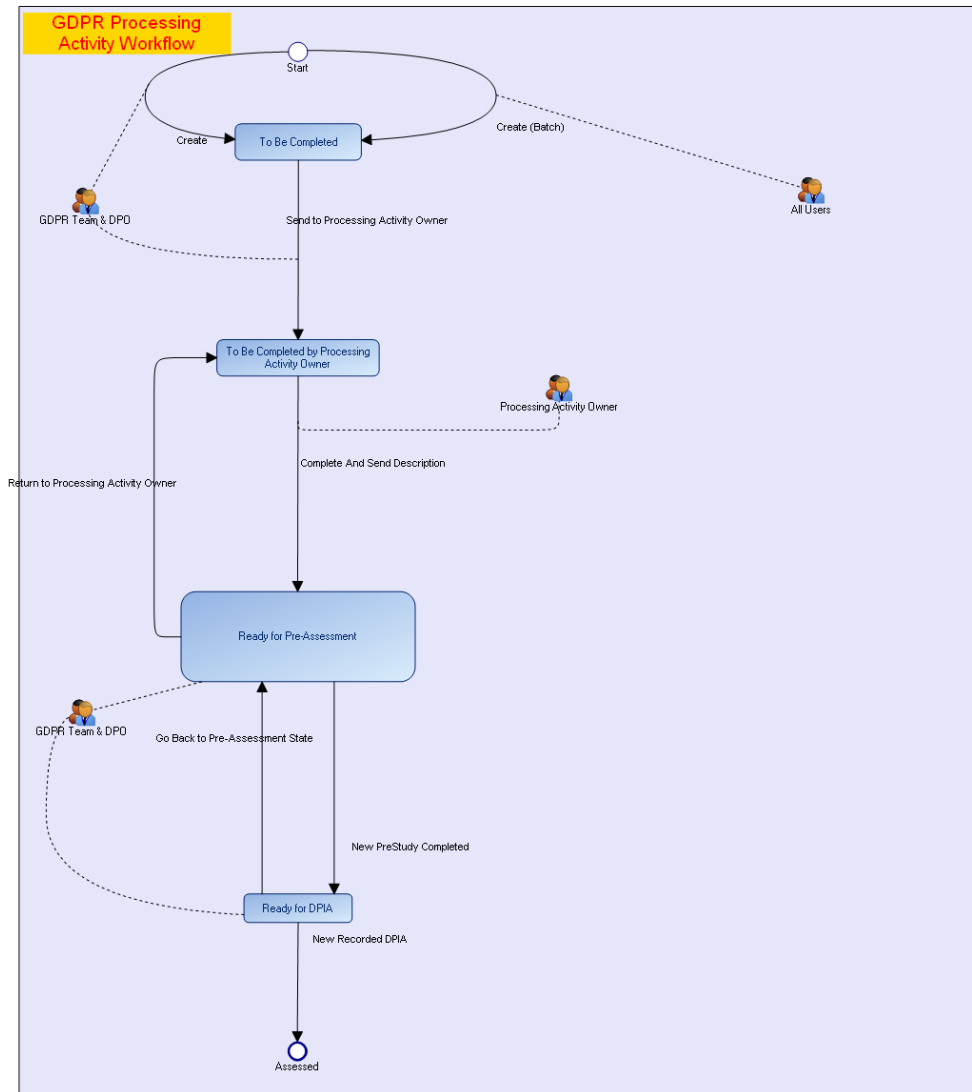 GDPR Processing
Activity Workflow
Start
Create
Create (Batch)
To Be Completed
GDPR Team & DPO
All Users
Send to Processing Activity Owner
To Be Completed by Processing
Activity Owner
Processing Activity Owner
Complete And Send Description
Return to Processing Activity Owner
Ready for Pre-Assessment
GDPR Team & DPO
Go Back to Pre-Assessment State
New PreStudy Completed
Ready for DPIA
New Recorded DPIA
Assessed